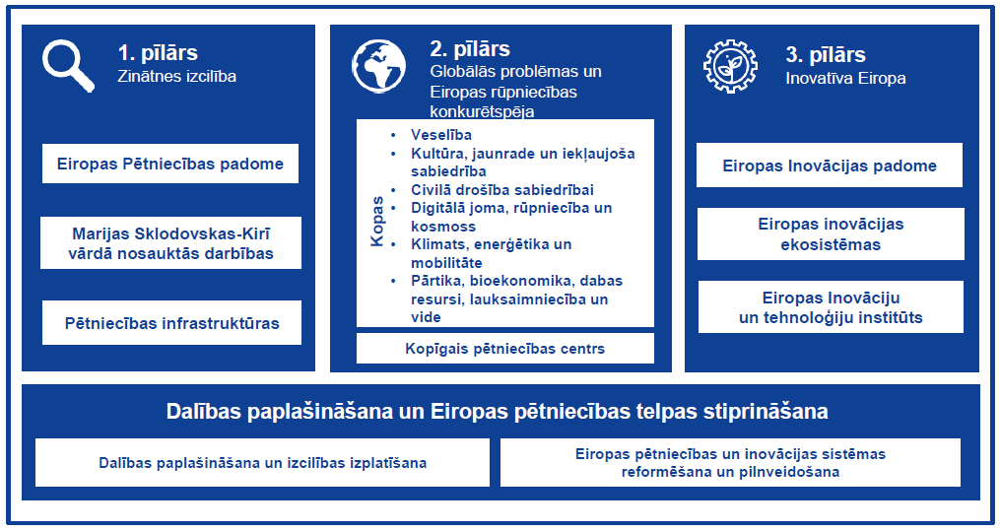 1. pīlārs
Zinātnes izcilība
Eiropas Pētniecības padome
Marijas Sklodovskas-Kirī
vārdā nosauktās darbības
Pētniecības infrastruktūras
2. pīlārs
Globālās problēmas un
Eiropas rūpniecības
konkurētspēja
Kopas
• Veselība
• Kultūra, jaunrade un iekļaujoša
sabiedrība
• Civilā drošība sabiedrībai
• Digitālā joma, rūpniecība un
kosmoss
• Klimats, enerģētika un
mobilitāte
• Pārtika, bioekonomika, dabas
resursi, lauksaimniecība un
vide
Kopīgais pētniecības centrs
3. pīlārs
Inovatīva Eiropa
Eiropas Inovācijas padome
Eiropas inovācijas
ekosistēmas
Eiropas Inovāciju
un tehnoloģiju institūts
Dalības paplašināšana un Eiropas pētniecības telpas stiprināšana
Dalības paplašināšana un izcilības izplatīšana
Eiropas pētniecības un inovācijas sistēmas
reformēšana un pilnveidošana